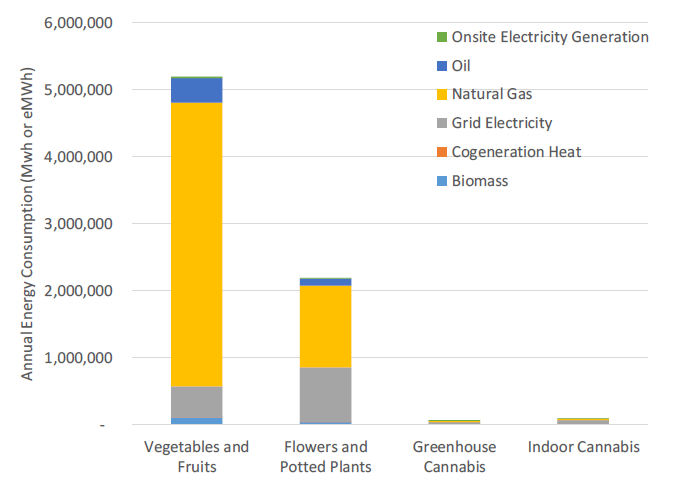 6,000,000
5,000,000
4,000,000
3,000,000
2,000,000
1,000,000
-
Annual Energy Consumption (Mwh or eMWh)
Onsite Electricity Generation
Oil
Natural Gas
Grid Electricity
Cogeneration Heat
Biomass
Vegetables and
Fruits
Flowers and
Potted Plants
Greenhouse
Cannabis
Indoor Cannabis